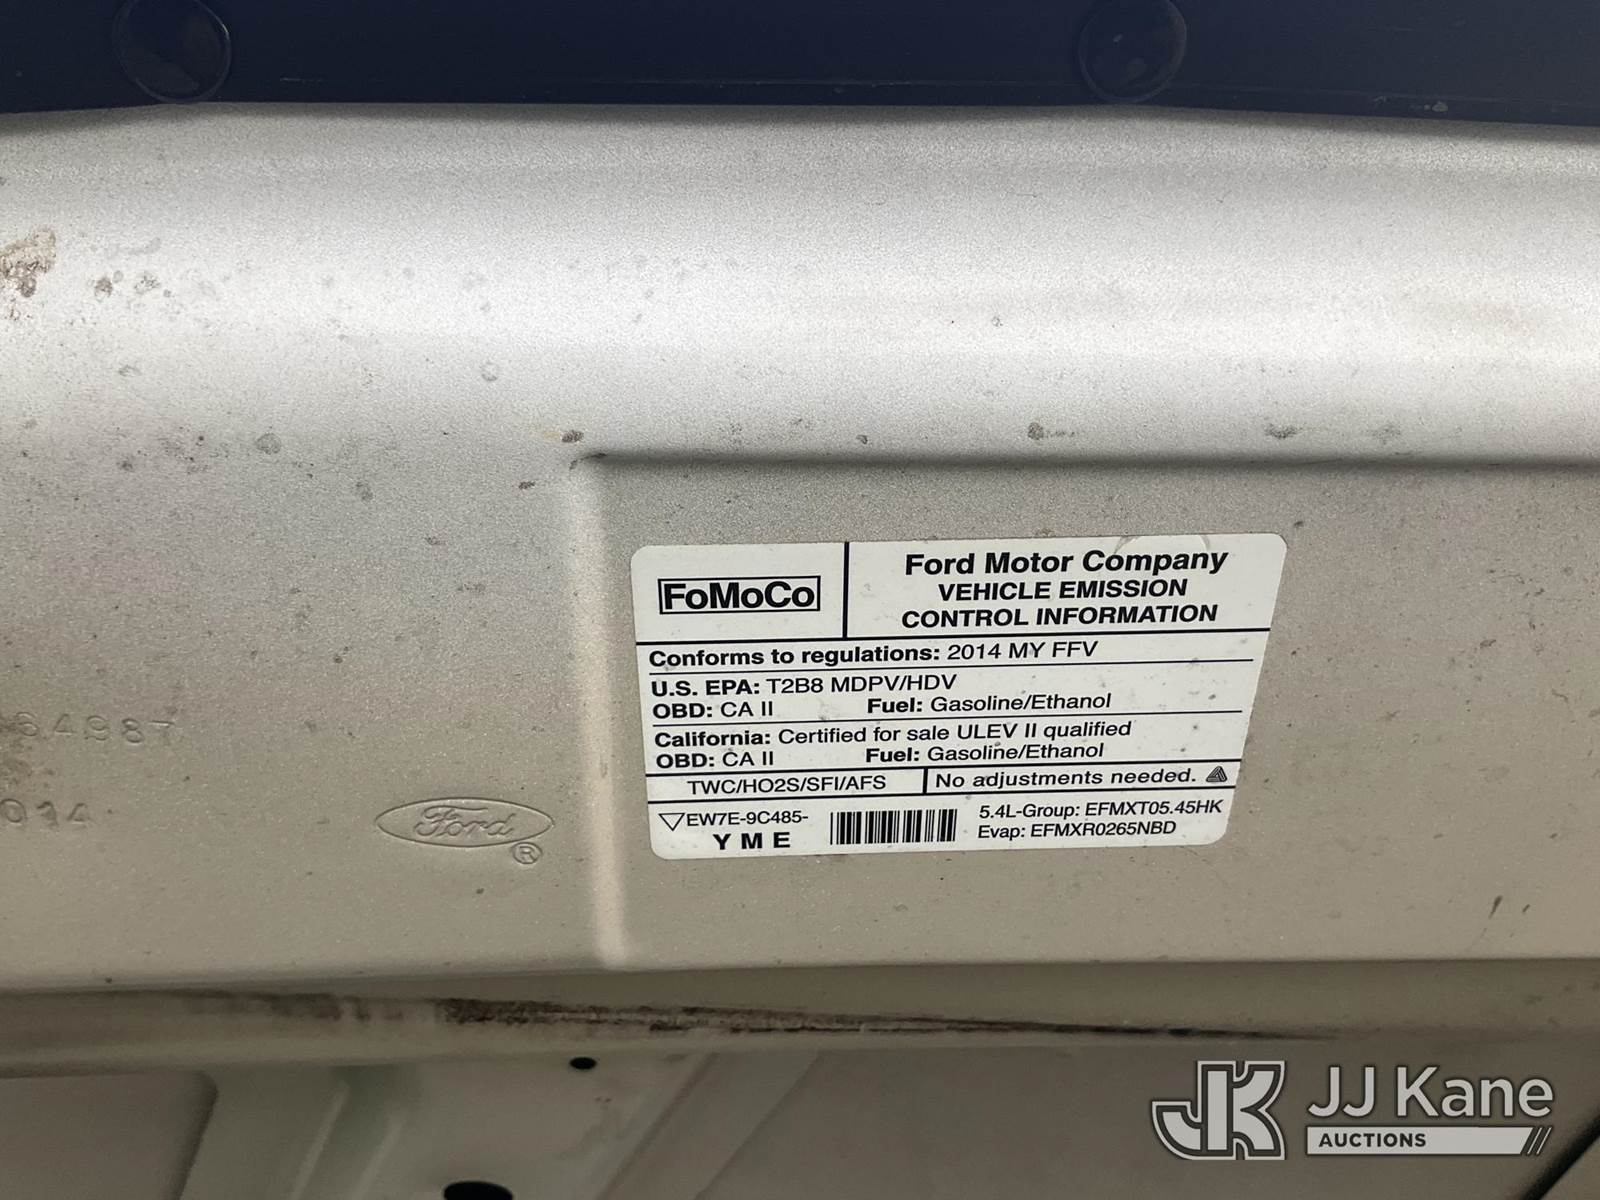 FoMoCo
Ford Motor Company
VEHICLE EMISSION
CONTROL INFORMATION
Conforms to regulations: 2014 MY FFV
U.S. EPA: T2B8 MDPV/HDV
OBD: CA II Fuel: Gasoline/Ethanol
California: Certified for sale ULEV II qualified
OBD: CA II Fuel: Gasoline/Ethanol
TWC/HO2S/SFI/AFS No adjustments needed.
EW7E-9C485-
YME
5.4L-Group: EFMXT05.45HK
Evap: EFMXR0265NBD
Ford
®
JK JJ Kane
AUCTIONS